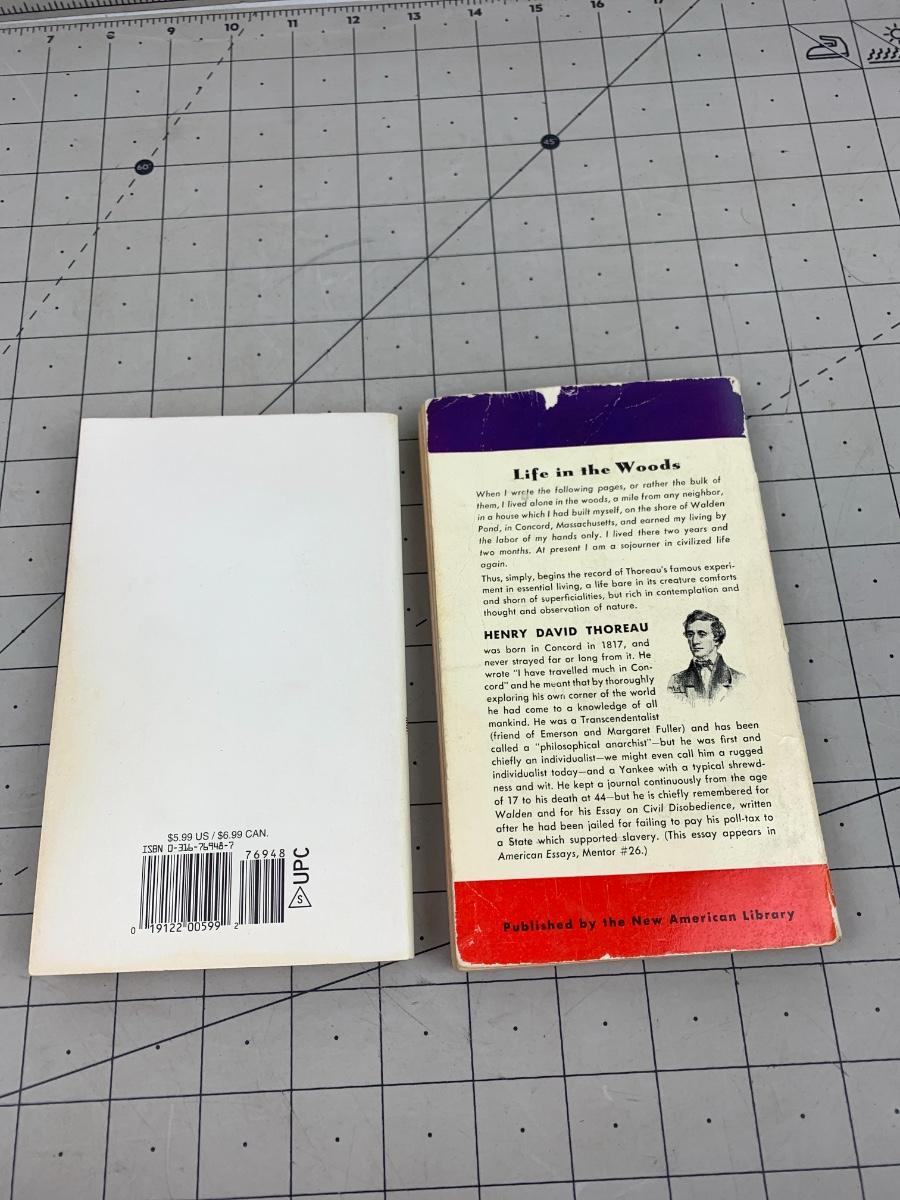 7 8 9 10 11 12 13 14 15 16 17
60°
45°
$5.99 US / $6.99 CAN.
ISBN 0-316-76948-7
76948
UPC
S
0 19122 00599 2
Life in the Woods
When I wrote the following pages, or rather the bulk of
them, I lived alone in the woods, a mile from any neighbor,
in a house which I had built myself, on the shore of Walden
Pond, in Concord, Massachusetts, and earned my living by
the labor of my hands only. I lived there two years and
two months. At present I am a sojourner in civilized life
again.
Thus, simply, begins the record of Thoreau's famous experi-
ment in essential living, a life bare in its creature comforts
and shorn of superficialities, but rich in contemplation and
thought and observation of nature.
HENRY DAVID THOREAU
was born in Concord in 1817, and
never strayed far or long from it. He
wrote "I have travelled much in Con-
cord" and he meant that by thoroughly
exploring his own corner of the world
he had come to a knowledge of all
mankind. He was a Transcendentalist
(friend of Emerson and Margaret Fuller) and has been
called a "philosophical anarchist"—but he was first and
chiefly an individualist—we might even call him a rugged
individualist today—and a Yankee with a typical shrewd-
ness and wit. He kept a journal continuously from the age
of 17 to his death at 44—but he is chiefly remembered for
Walden and for his Essay on Civil Disobedience, written
after he had been jailed for failing to pay his poll-tax to
a State which supported slavery. (This essay appears in
American Essays, Mentor #26.)
Published by the New American Library